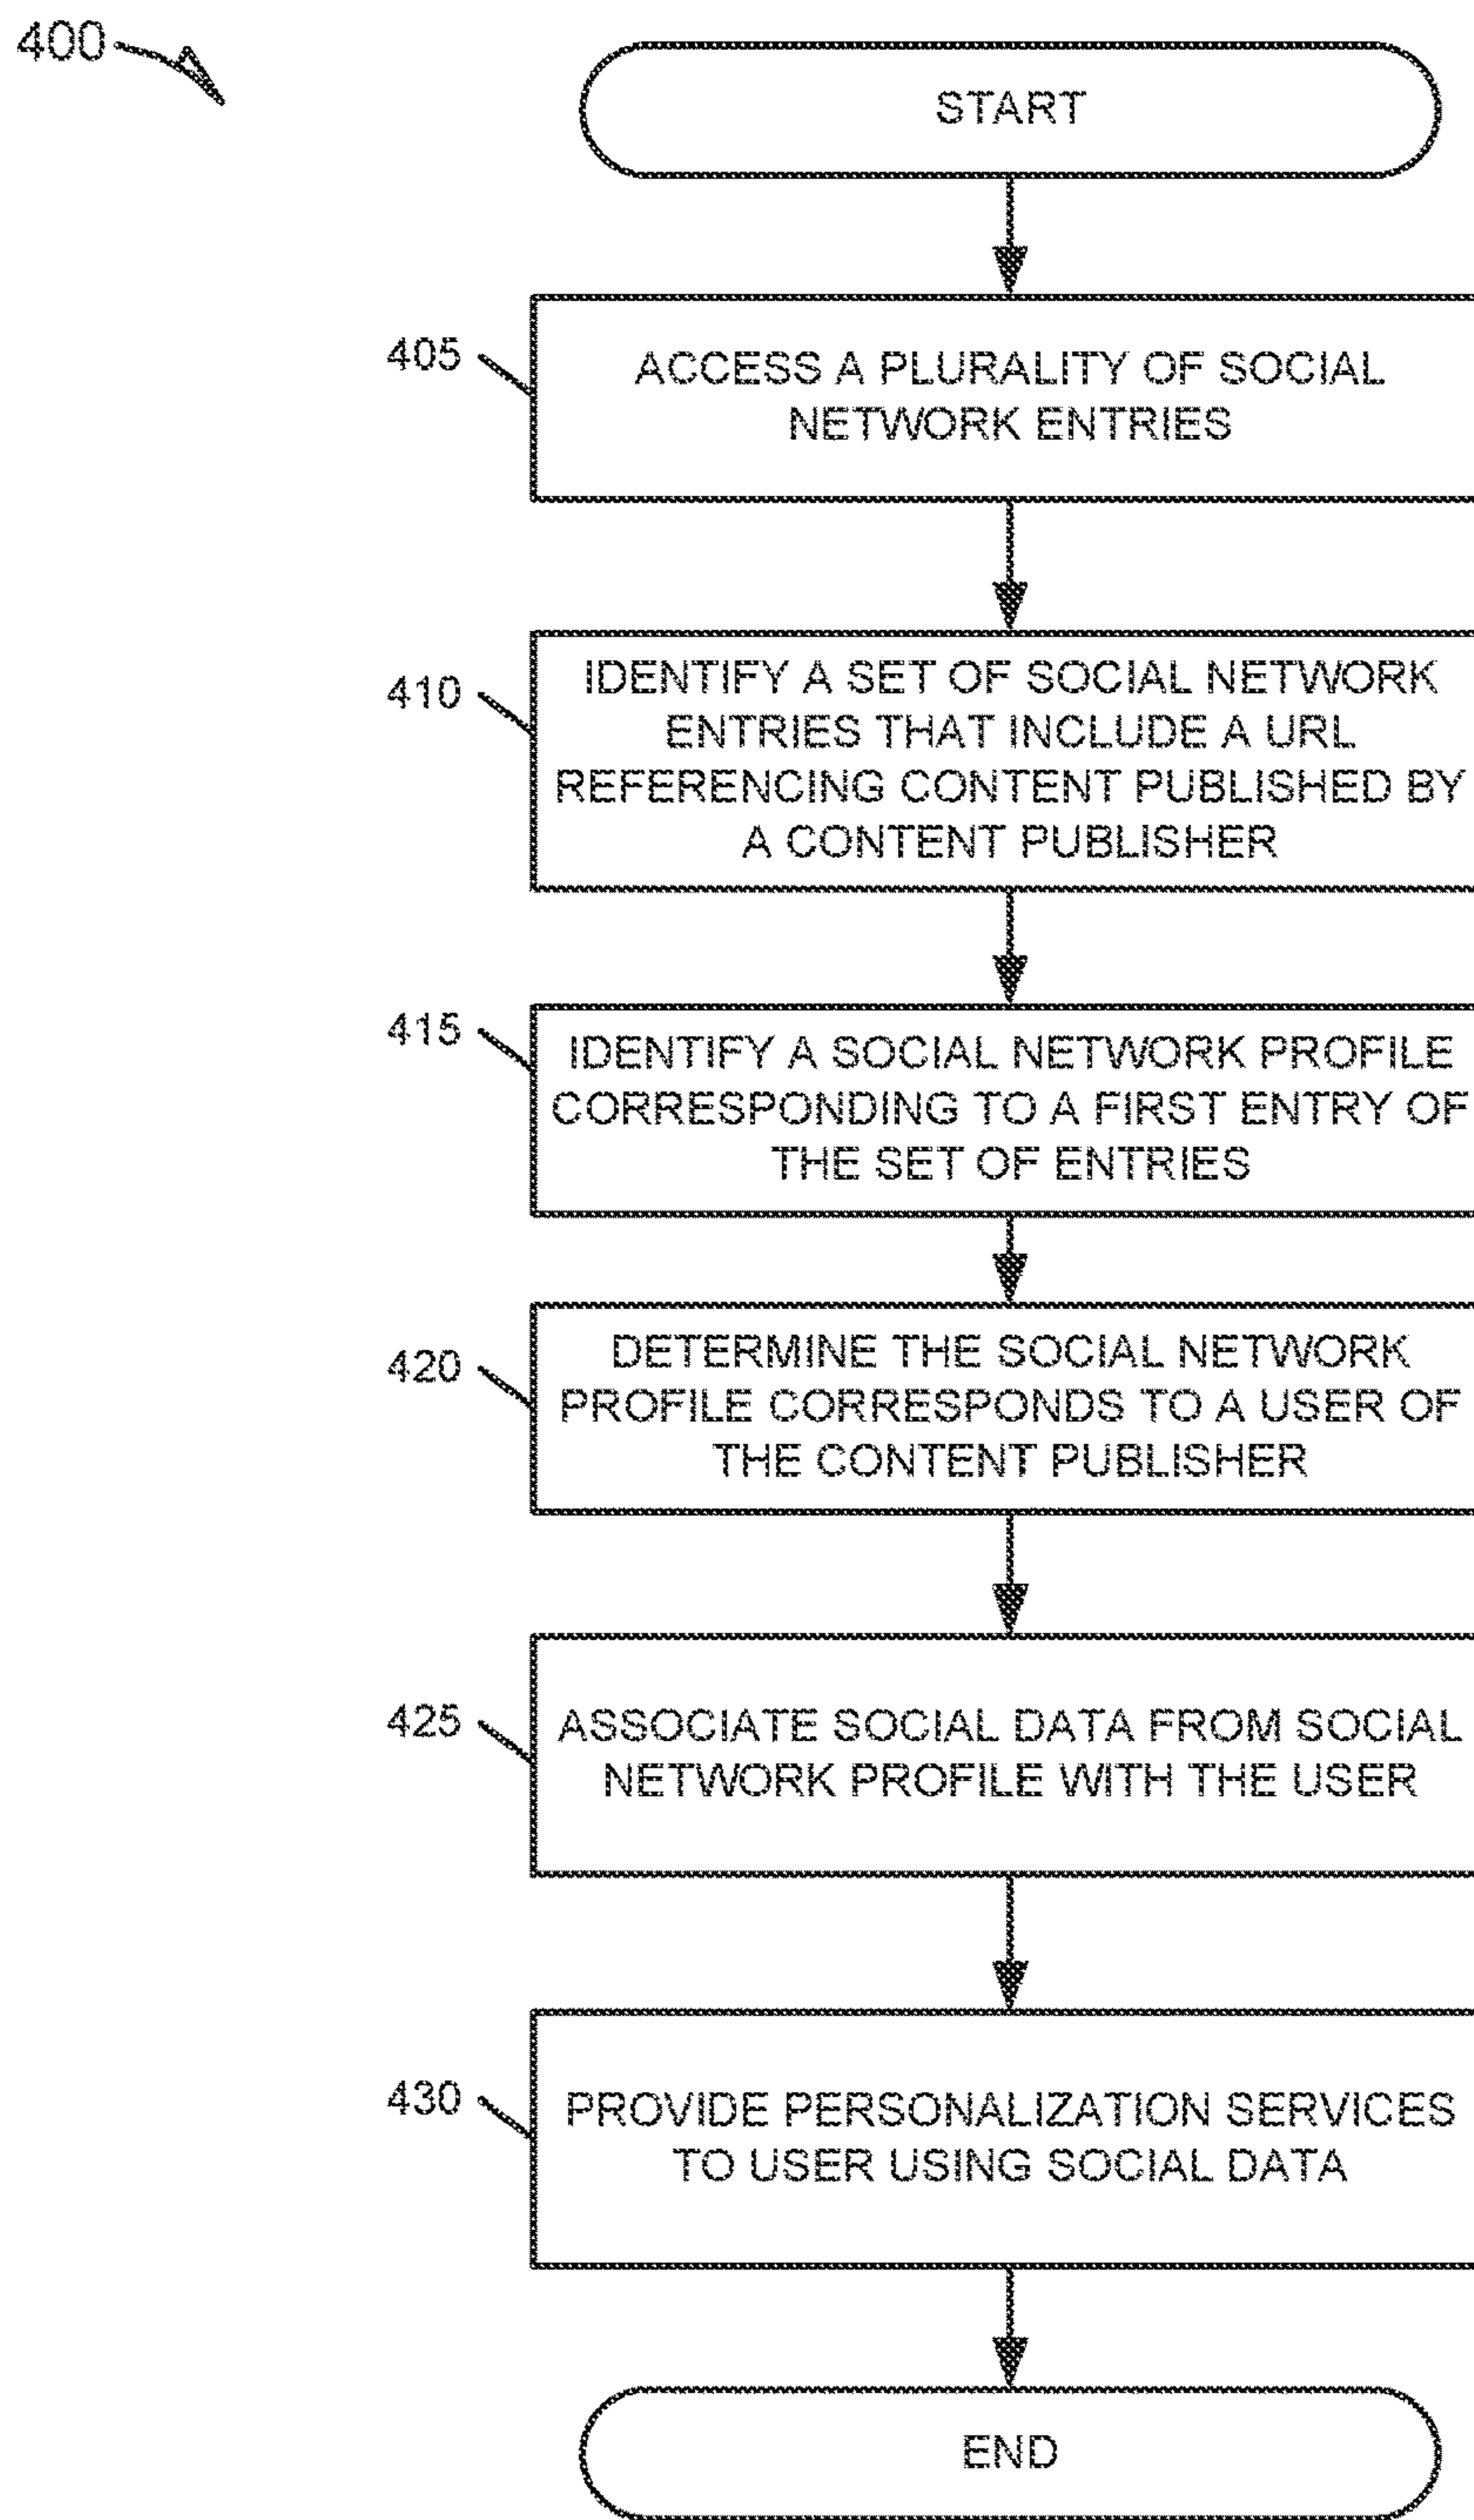 400
START
405
ACCESS A PLURALITY OF SOCIAL
NETWORK ENTRIES
410
IDENTIFY A SET OF SOCIAL NETWORK
ENTRIES THAT INCLUDE A URL
REFERENCING CONTENT PUBLISHED BY
A CONTENT PUBLISHER
415
IDENTIFY A SOCIAL NETWORK PROFILE
CORRESPONDING TO A FIRST ENTRY OF
THE SET OF ENTRIES
420
DETERMINE THE SOCIAL NETWORK
PROFILE CORRESPONDS TO A USER OF
THE CONTENT PUBLISHER
425
ASSOCIATE SOCIAL DATA FROM SOCIAL
NETWORK PROFILE WITH THE USER
430
PROVIDE PERSONALIZATION SERVICES
TO USER USING SOCIAL DATA
END